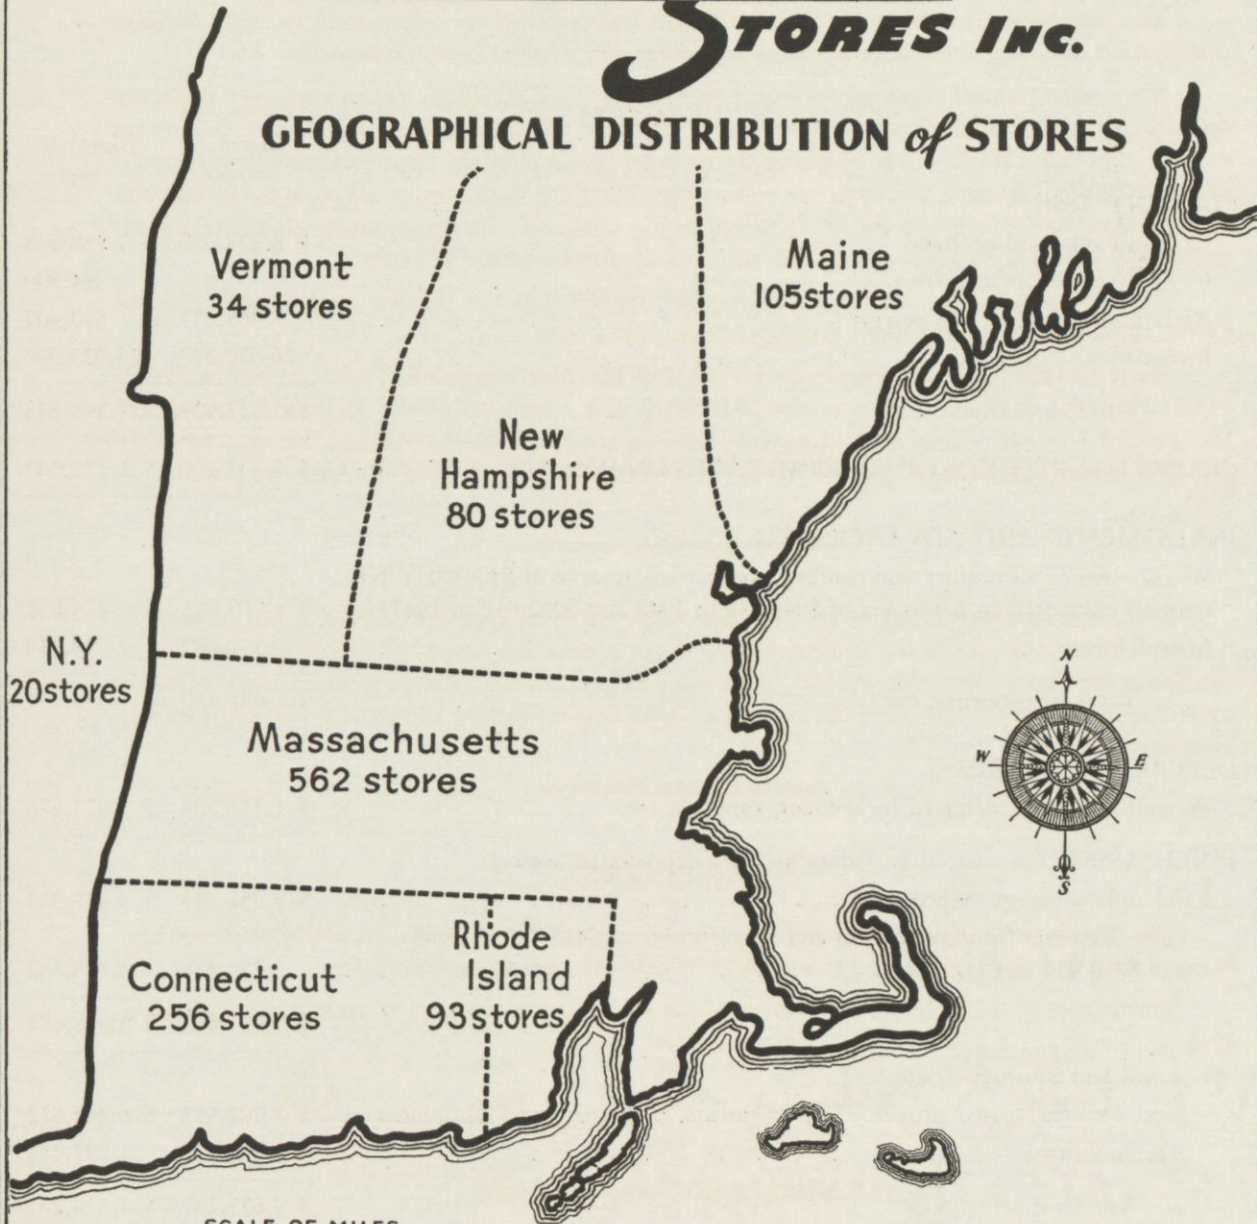 STORES INC.
GEOGRAPHICAL DISTRIBUTION of STORES
Vermont
34 stores
Maine
105stores
New
Hampshire
80 stores
N.Y.
20stores
Massachusetts
562 stores
N
W
E
S
Connecticut
256 stores
Rhode
Island
93stores
SCALE OF MILES